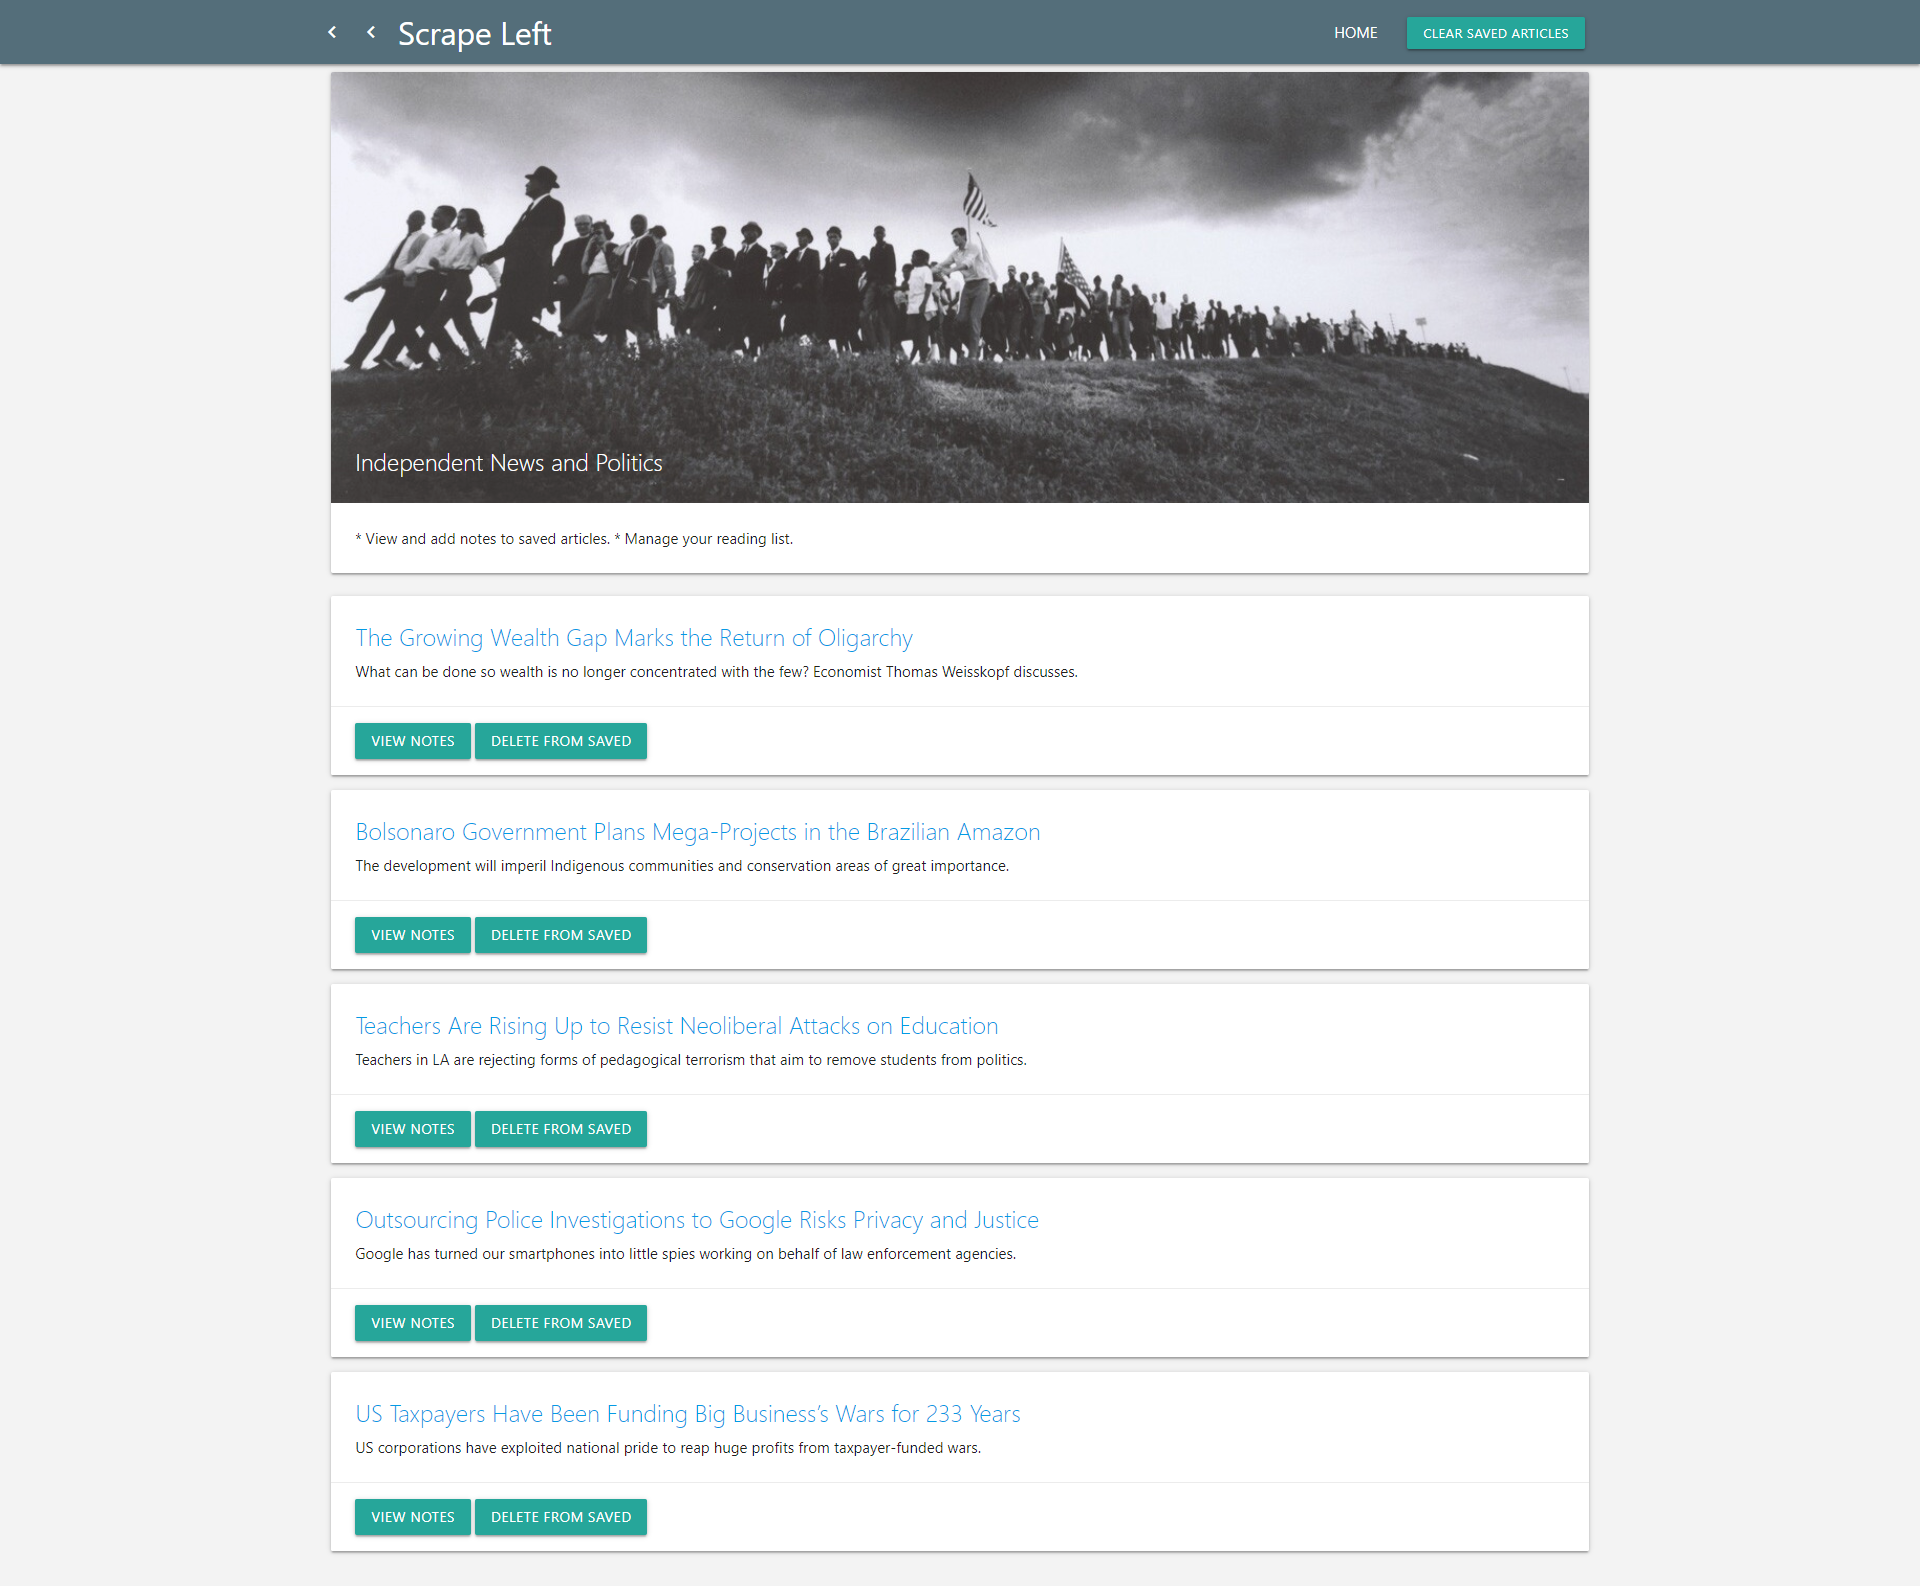 Scrape Left
HOME
CLEAR SAVED ARTICLES
Independent News and Politics
* View and add notes to saved articles. * Manage your reading list.
The Growing Wealth Gap Marks the Return of Oligarchy
What can be done so wealth is no longer concentrated with the few? Economist Thomas Weisskopf discusses.
VIEW NOTES
DELETE FROM SAVED
Bolsonaro Government Plans Mega-Projects in the Brazilian Amazon
The development will imperil Indigenous communities and conservation areas of great importance.
VIEW NOTES
DELETE FROM SAVED
Teachers Are Rising Up to Resist Neoliberal Attacks on Education
Teachers in LA are rejecting forms of pedagogical terrorism that aim to remove students from politics.
VIEW NOTES
DELETE FROM SAVED
Outsourcing Police Investigations to Google Risks Privacy and Justice
Google has turned our smartphones into little spies working on behalf of law enforcement agencies.
VIEW NOTES
DELETE FROM SAVED
US Taxpayers Have Been Funding Big Business’s Wars for 233 Years
US corporations have exploited national pride to reap huge profits from taxpayer-funded wars.
VIEW NOTES
DELETE FROM SAVED